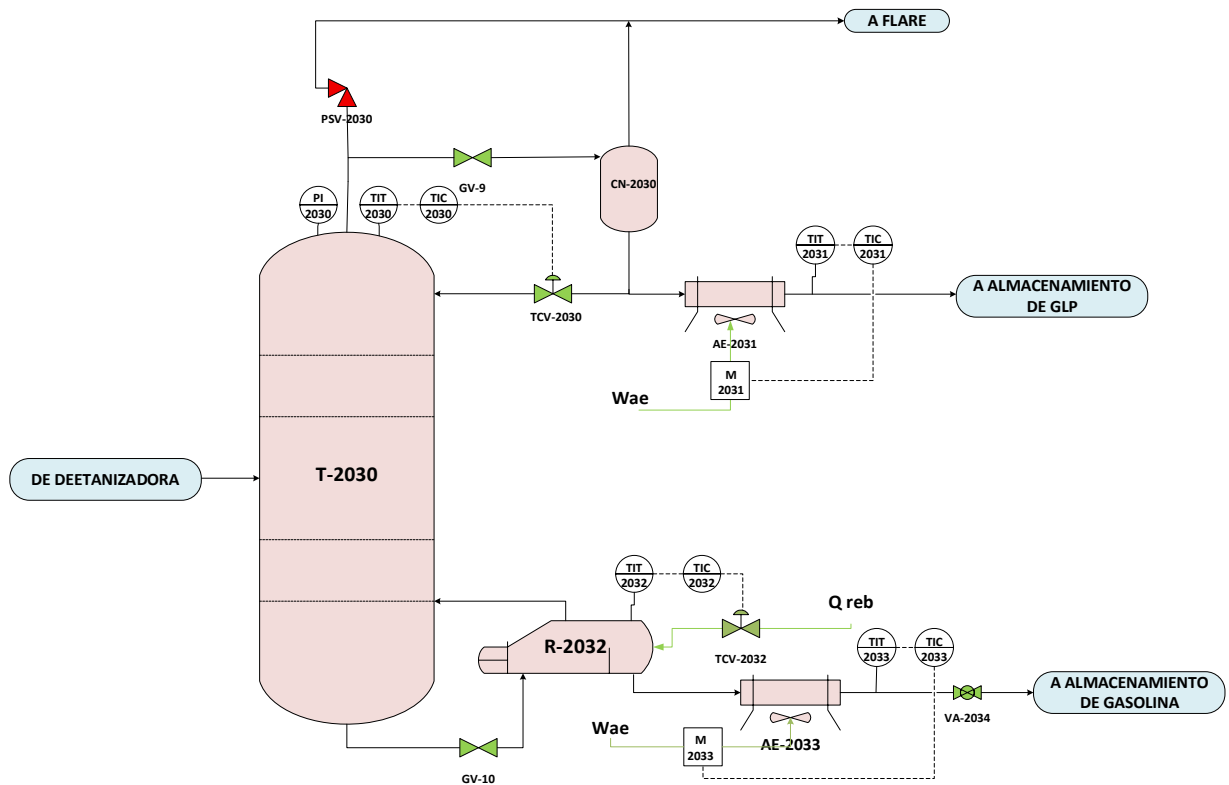 A FLARE
PSV-2030
GV-9
CN-2030
PI
2030
TIT
2030
TIC
2030
TIT
2031
TIC
2031
TCV-2030
A ALMACENAMIENTO
DE GLP
AE-2031
M
2031
Wae
DE DEETANIZADORA
T-2030
TIT
2032
TIC
2032
Q reb
R-2032
TCV-2032
TIT
2033
TIC
2033
A ALMACENAMIENTO
DE GASOLINA
VA-2034
Wae
M
2033
AE-2033
GV-10